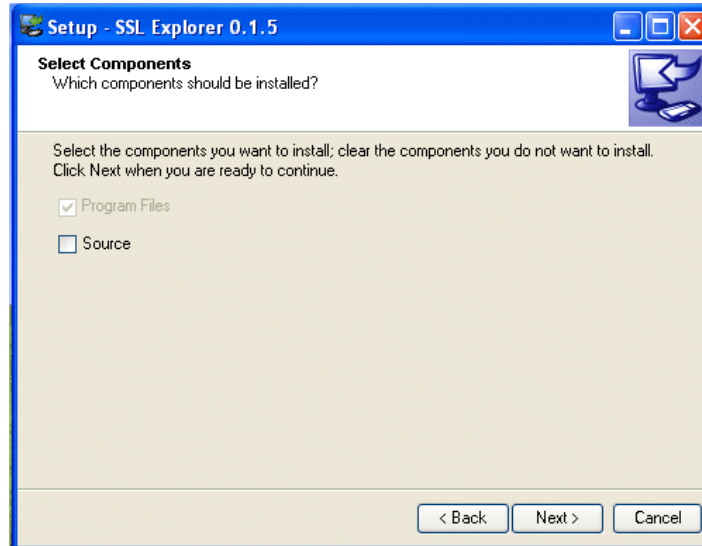 Setup - SSL Explorer 0.1.5
Select Components
Which components should be installed?
Select the components you want to install; clear the components you do not want to install.
Click Next when you are ready to continue.
Program Files
Source
< Back Next > Cancel